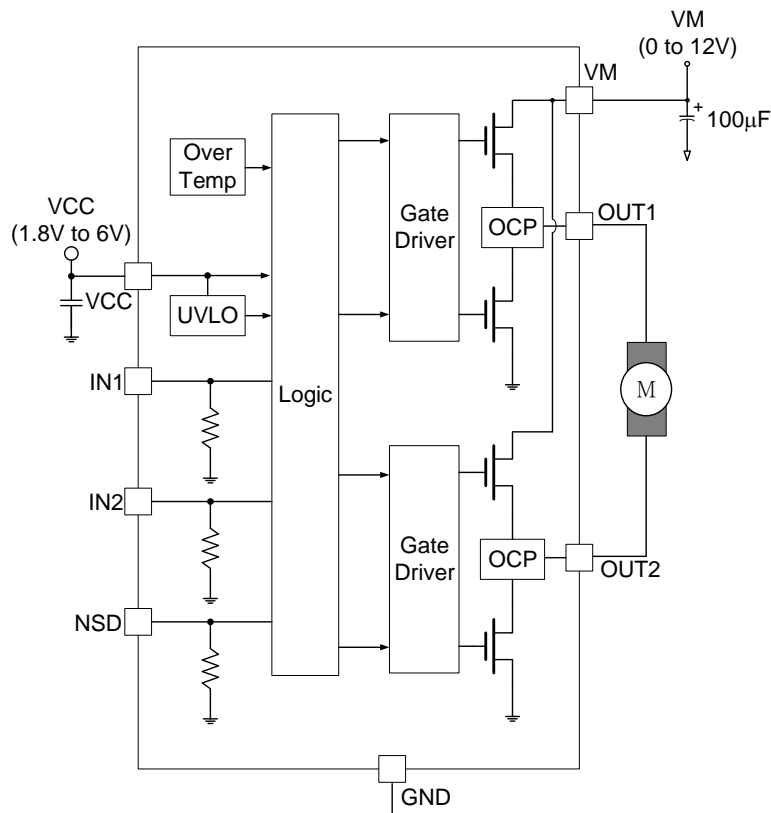 VM
(0 to 12V)
VM
+
100μF
Over
Temp
Gate
Driver
OCP
OUT1
VCC
(1.8V to 6V)
VCC
UVLO
IN1
Logic
M
IN2
Gate
Driver
OCP
OUT2
NSD
GND